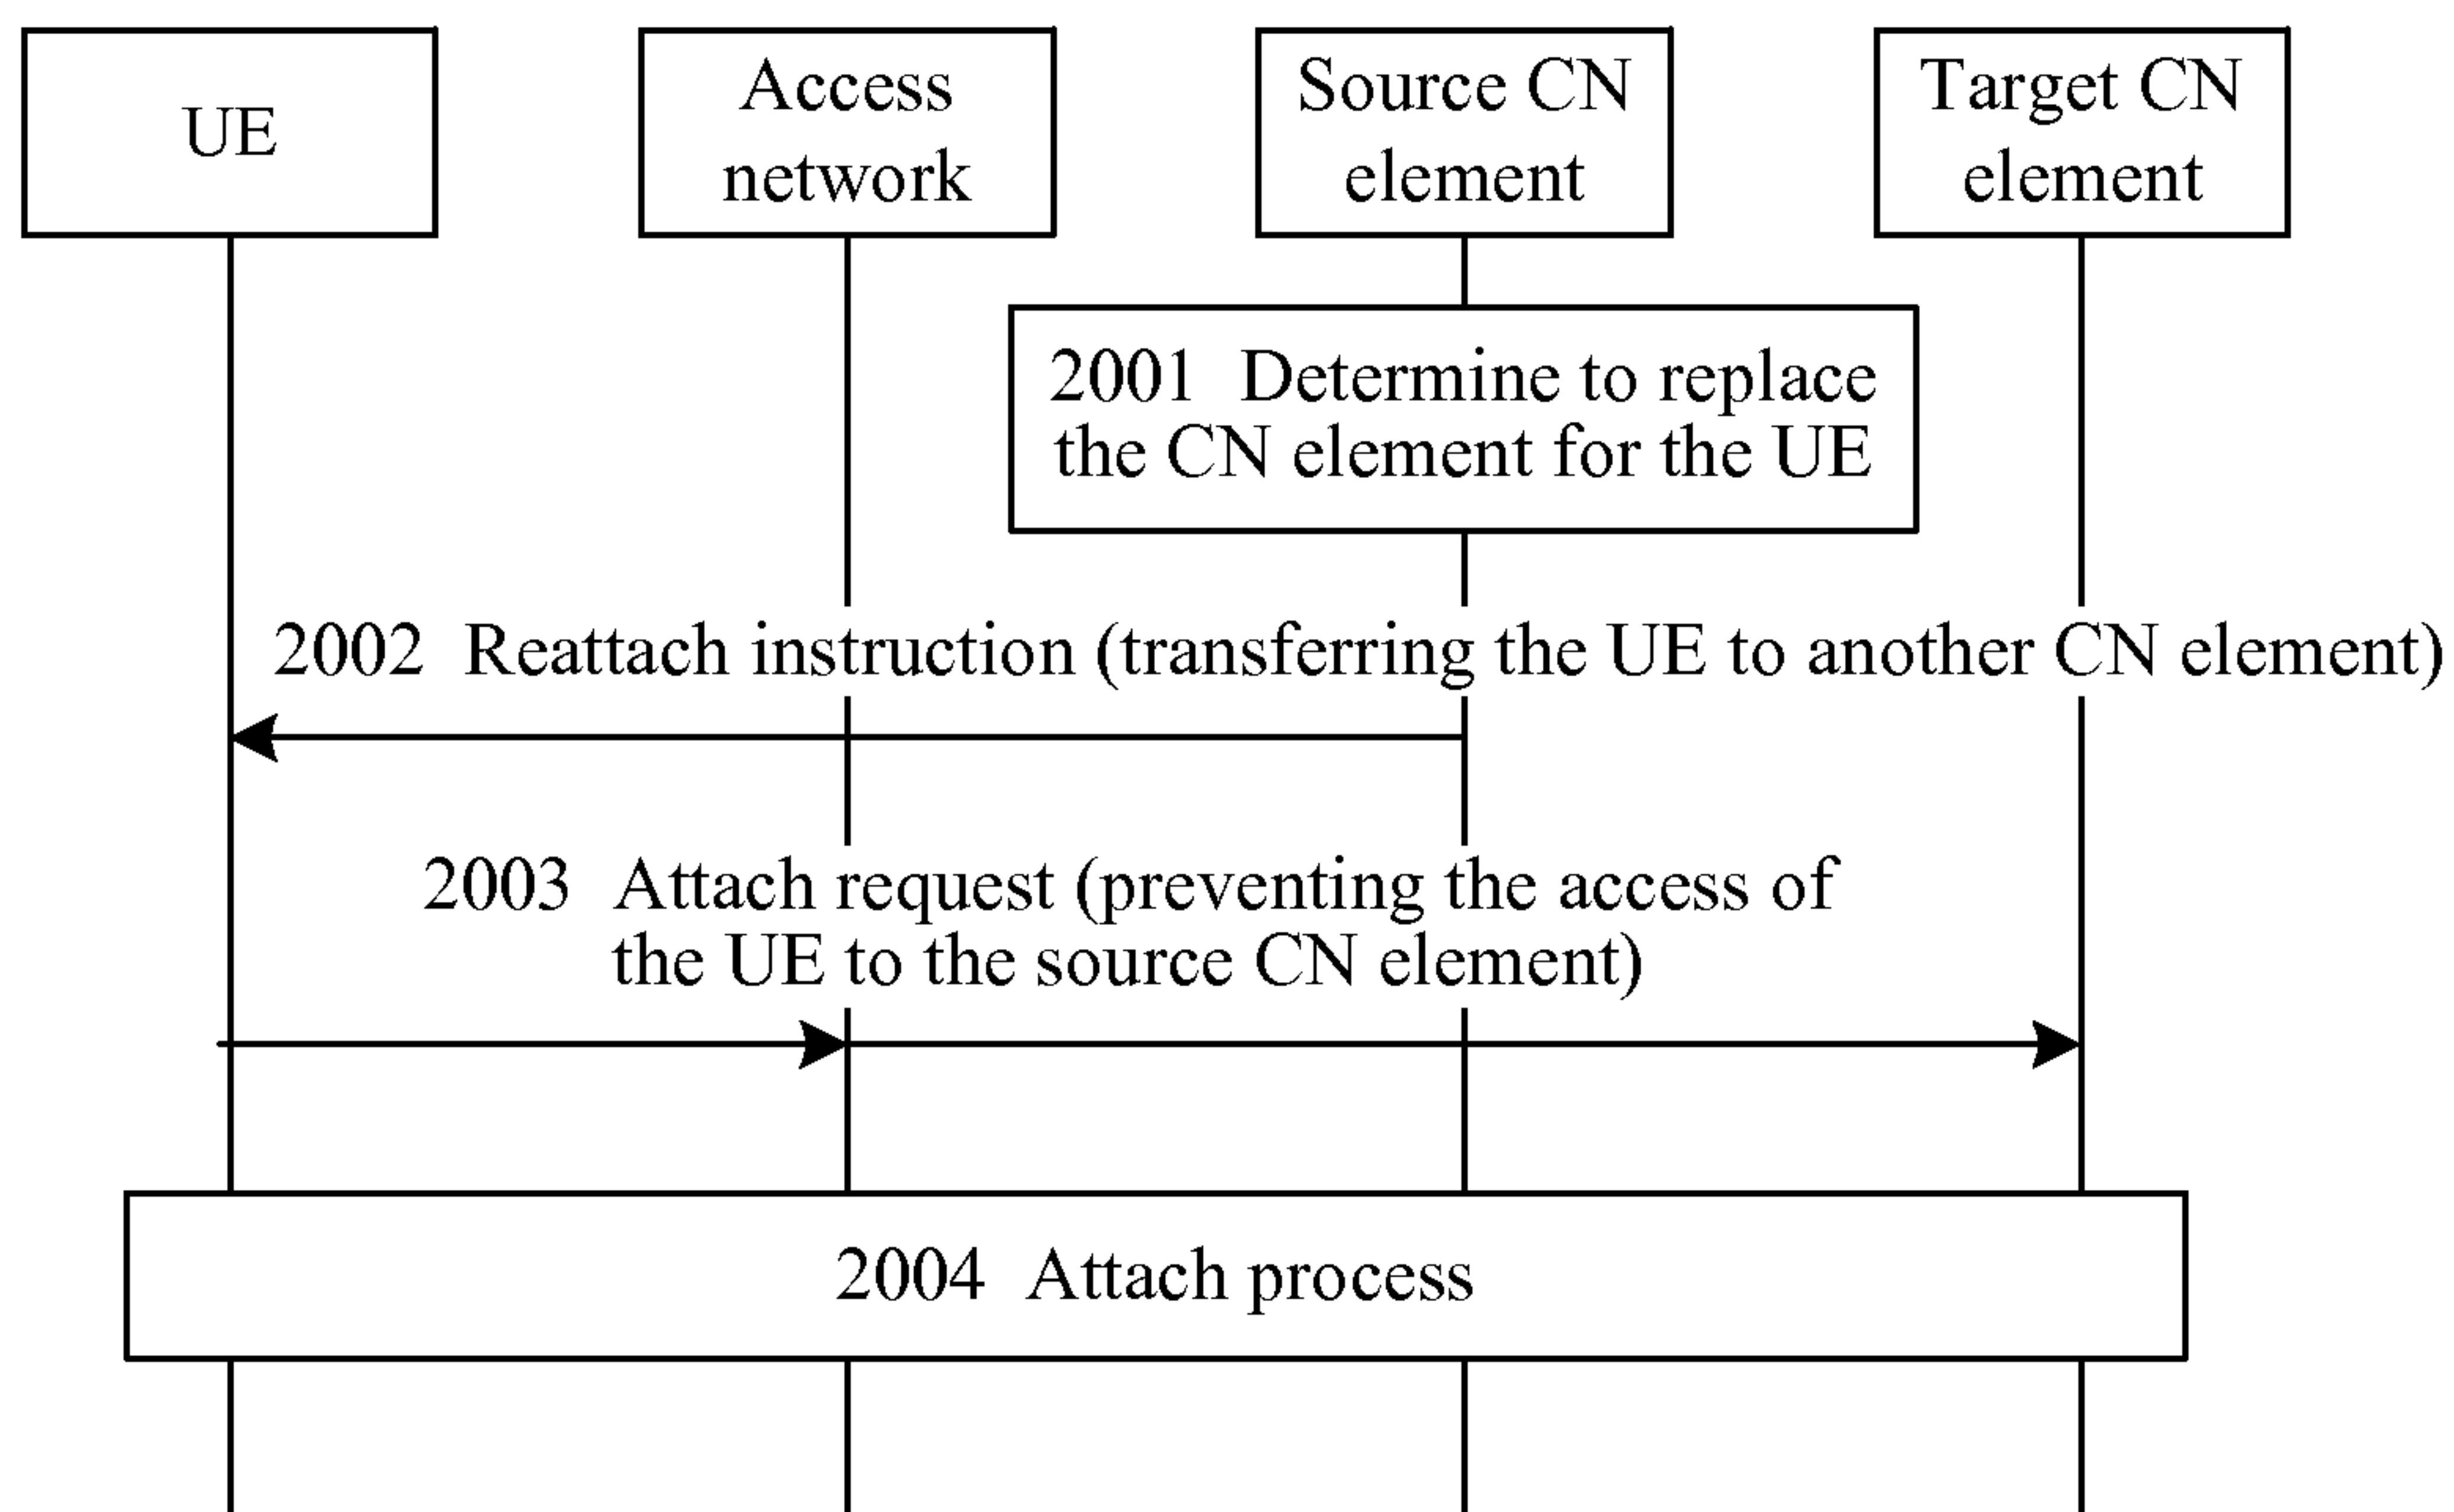 UE
Access
network
Source CN
element
Target CN
element
2001 Determine to replace
the CN element for the UE
2002 Reattach instruction (transferring the UE to another CN element)
2003 Attach request (preventing the access of
the UE to the source CN element)
2004 Attach process